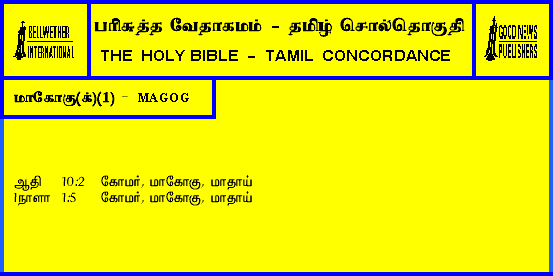 BELLWETHER
INTERNATIONAL
பரிசுத்த வேதாகமம் - தமிழ் சொல்தொகுதி
THE HOLY BIBLE - TAMIL CONCORDANCE
GOOD NEWS
PUBLISHERS
மாகோகு(க்)(1) - MAGOG
ஆதி 10:2 கோமர், மாகோகு, மாதாய்
1நாளா 1:5 கோமர், மாகோகு, மாதாய்